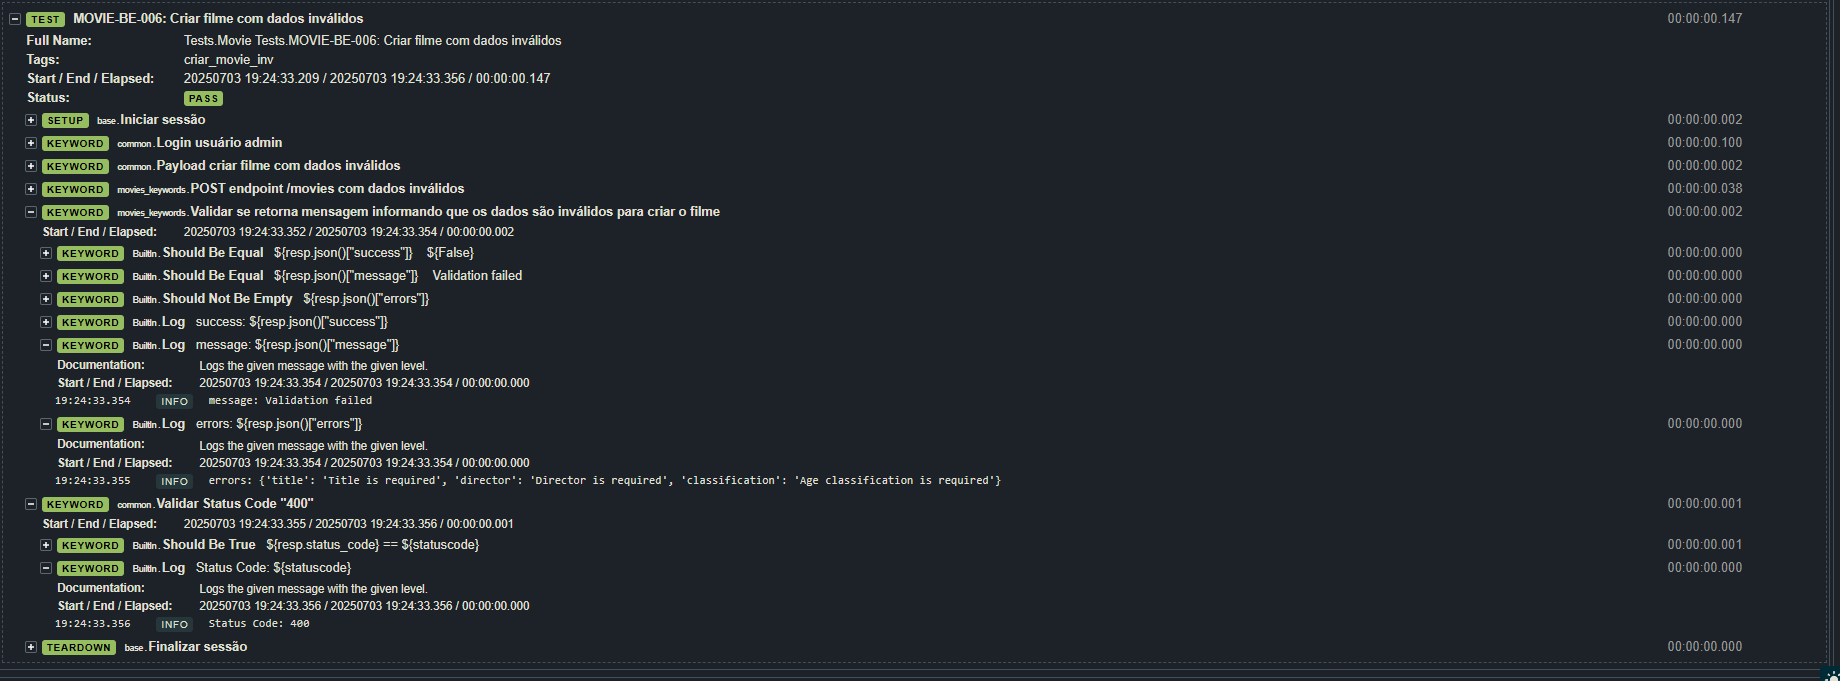 TEST MOVIE-BE-006: Criar filme com dados inválidos 00:00:00.147
Full Name: Tests.Movie Tests.MOVIE-BE-006: Criar filme com dados inválidos
Tags: criar_movie_inv
Start / End / Elapsed: 20250703 19:24:33.209 / 20250703 19:24:33.356 / 00:00:00.147
Status: PASS
SETUP base.Iniciar sessão 00:00:00.002
KEYWORD common.Login usuário admin 00:00:00.100
KEYWORD common.Payload criar filme com dados inválidos 00:00:00.002
KEYWORD movies_keywords.POST endpoint /movies com dados inválidos 00:00:00.038
KEYWORD movies_keywords.Validar se retorna mensagem informando que os dados são inválidos para criar o filme 00:00:00.002
Start / End / Elapsed: 20250703 19:24:33.352 / 20250703 19:24:33.354 / 00:00:00.002
KEYWORD BuiltIn.Should Be Equal ${resp.json()["success"]} ${False} 00:00:00.000
KEYWORD BuiltIn.Should Be Equal ${resp.json()["message"]} Validation failed 00:00:00.000
KEYWORD BuiltIn.Should Not Be Empty ${resp.json()["errors"]} 00:00:00.000
KEYWORD BuiltIn.Log success: ${resp.json()["success"]} 00:00:00.000
KEYWORD BuiltIn.Log message: ${resp.json()["message"]} 00:00:00.000
Documentation: Logs the given message with the given level.
Start / End / Elapsed: 20250703 19:24:33.354 / 20250703 19:24:33.354 / 00:00:00.000
19:24:33.354 INFO message: Validation failed
KEYWORD BuiltIn.Log errors: ${resp.json()["errors"]} 00:00:00.000
Documentation: Logs the given message with the given level.
Start / End / Elapsed: 20250703 19:24:33.354 / 20250703 19:24:33.354 / 00:00:00.000
19:24:33.355 INFO errors: {'title': 'Title is required', 'director': 'Director is required', 'classification': 'Age classification is required'}
KEYWORD common.Validar Status Code "400" 00:00:00.001
Start / End / Elapsed: 20250703 19:24:33.355 / 20250703 19:24:33.356 / 00:00:00.001
KEYWORD BuiltIn.Should Be True ${resp.status_code} == ${statuscode} 00:00:00.001
KEYWORD BuiltIn.Log Status Code: ${statuscode} 00:00:00.000
Documentation: Logs the given message with the given level.
Start / End / Elapsed: 20250703 19:24:33.356 / 20250703 19:24:33.356 / 00:00:00.000
19:24:33.356 INFO Status Code: 400
TEARDOWN base.Finalizar sessão 00:00:00.000